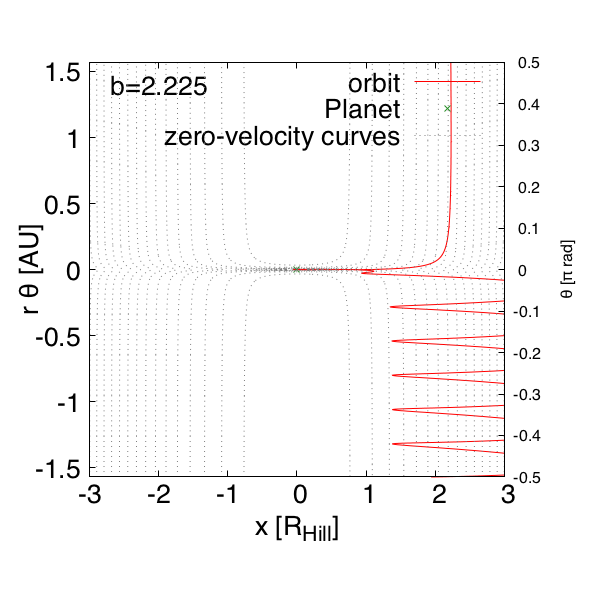 b=2.225
orbit
Planet
zero-velocity curves
1.5
1
0.5
0
-0.5
-1
-1.5
r θ [AU]
0.5
0.4
0.3
0.2
0.1
0
-0.1
-0.2
-0.3
-0.4
-0.5
θ [π rad]
-3 -2 -1 0 1 2 3
x [R_Hill]